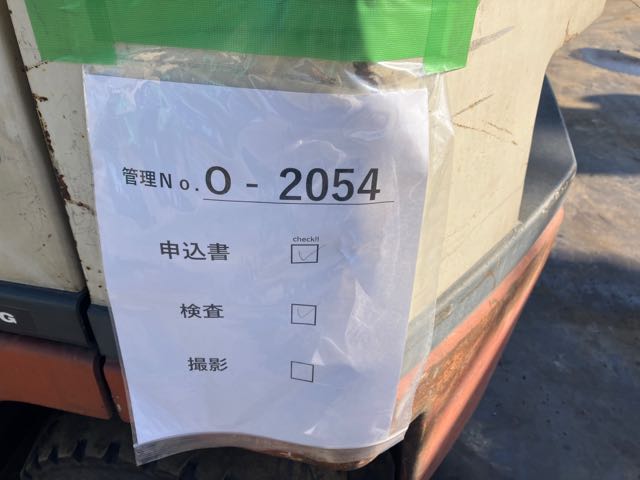 管理No. O - 2054
check!!
申込書
検査
撮影
G